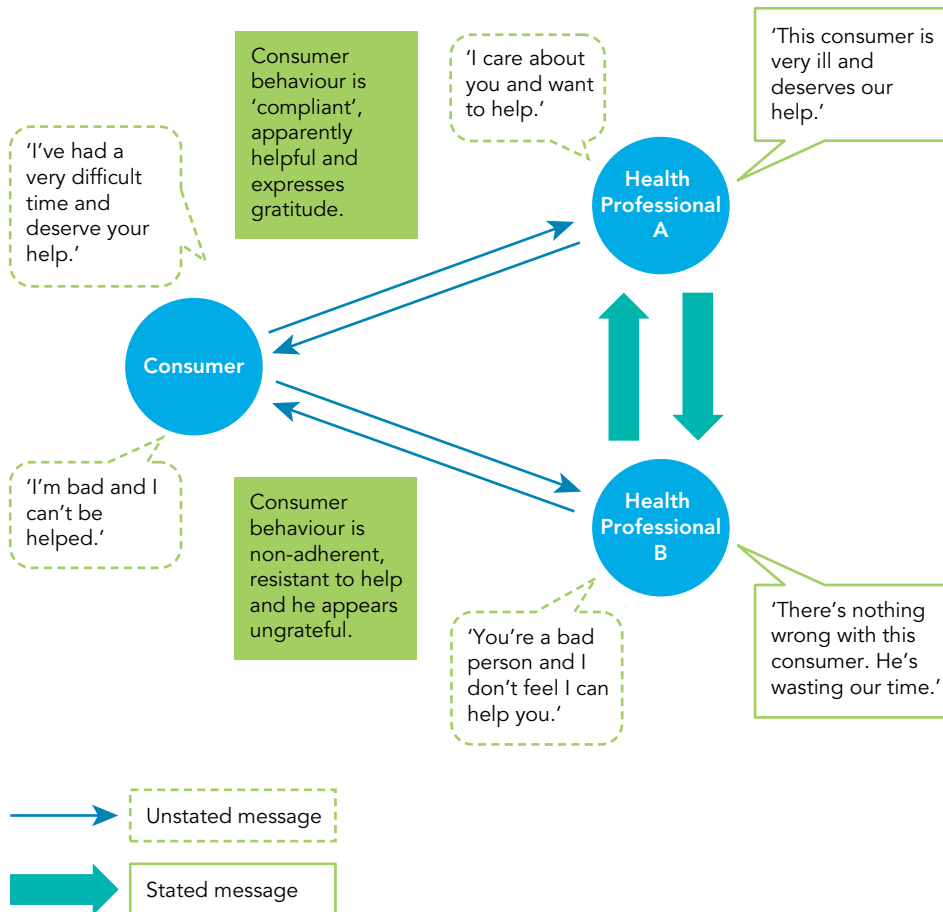 'This consumer is
very ill and
deserves our
help.'
'I care about
you and want
to help.'
Consumer
behaviour is
'compliant',
apparently
helpful and
expresses
gratitude.
'I've had a
very difficult
time and
deserve your
help.'
Health
Professional
A
Consumer
'I'm bad and I
can't be
helped.'
Consumer
behaviour is
non-adherent,
resistant to help
and he appears
ungrateful.
Health
Professional
B
'You're a bad
person and I
don't feel I can
help you.'
'There's nothing
wrong with this
consumer. He's
wasting our time.'
Unstated message
Stated message